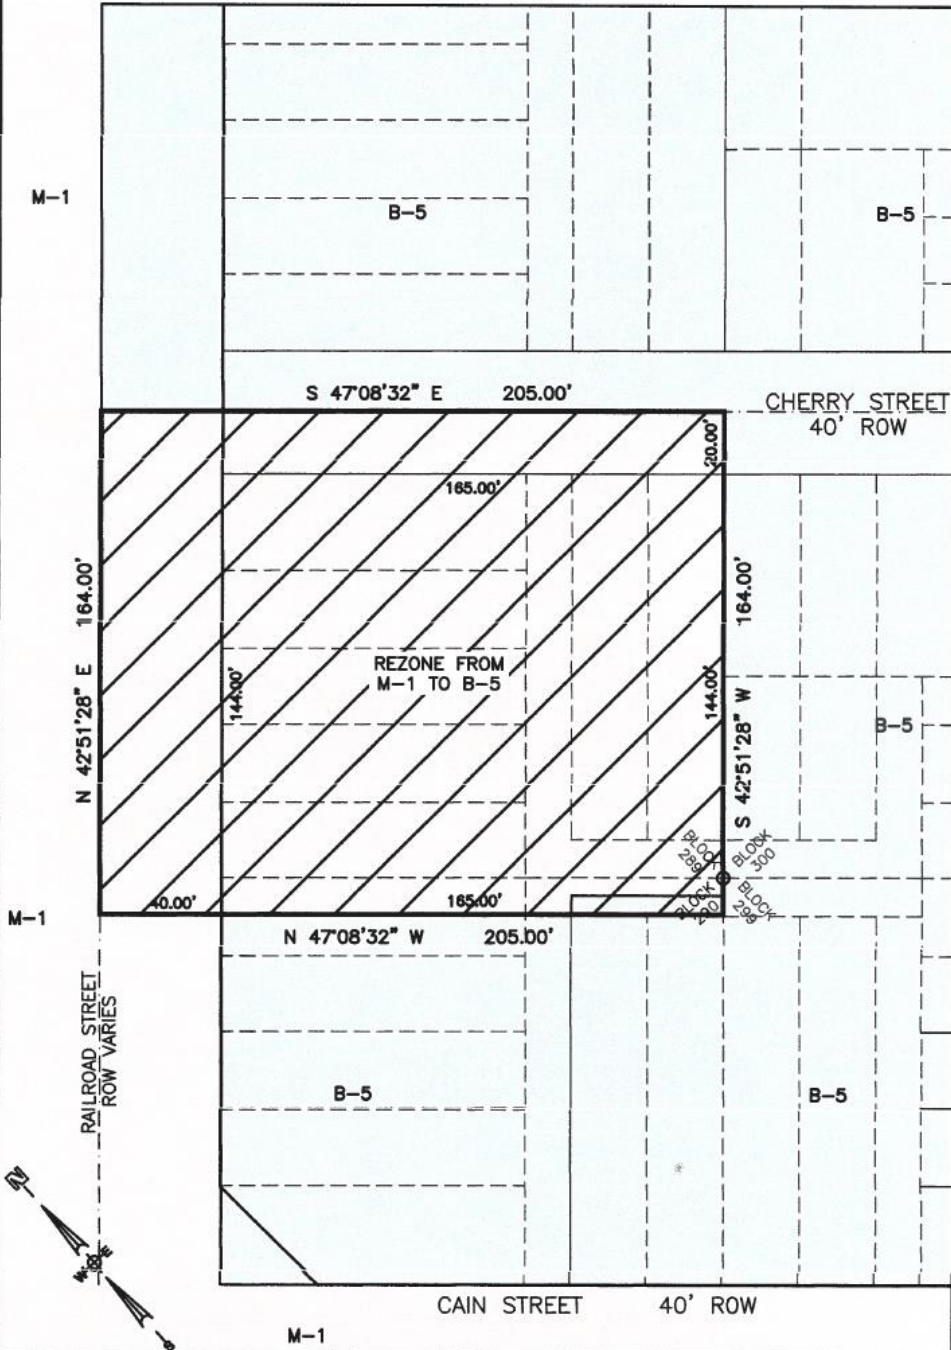 M-1
B-5
B-5
S 47°08'32" E 205.00'
CHERRY STREET
40' ROW
20.00'
165.00'
N 42°51'28" E 164.00'
164.00'
REZONE FROM
M-1 TO B-5
144.00'
144.00'
S 42°51'28" W
B-5
BLOCK
289
BLOCK
300
BLOCK
290
BLOCK
299
40.00'
165.00'
M-1
N 47°08'32" W 205.00'
RAILROAD STREET
ROW VARIES
B-5
B-5
N
W
E
S
CAIN STREET 40' ROW
M-1